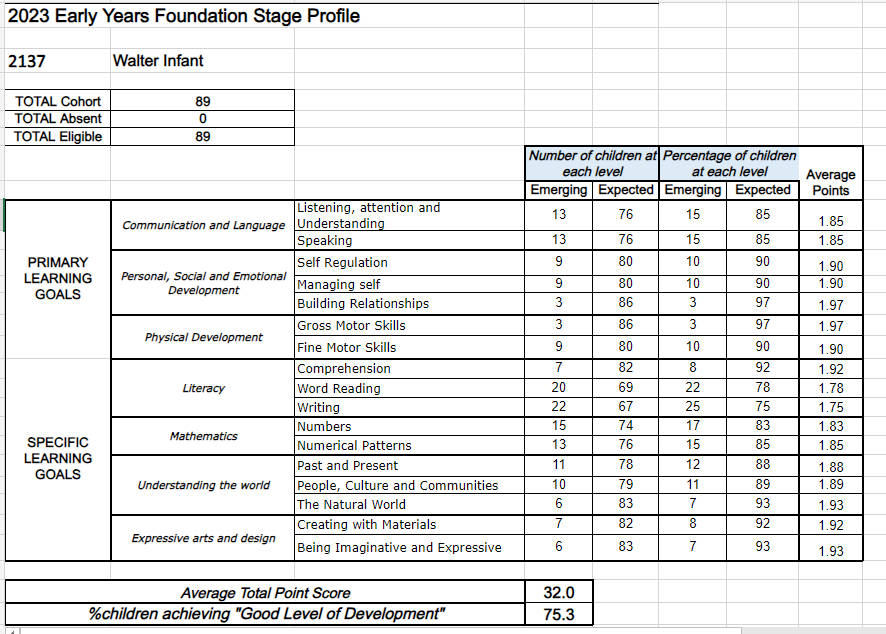 2023 Early Years Foundation Stage Profile
2137 Walter Infant
TOTAL Cohort 89
TOTAL Absent 0
TOTAL Eligible 89
Number of children at each level Percentage of children at each level Average Points
Emerging Expected Emerging Expected
PRIMARY LEARNING GOALS
Communication and Language
Listening, attention and Understanding 13 76 15 85 1.85
Speaking 13 76 15 85 1.85
Personal, Social and Emotional Development
Self Regulation 9 80 10 90 1.90
Managing self 9 80 10 90 1.90
Building Relationships 3 86 3 97 1.97
Physical Development
Gross Motor Skills 3 86 3 97 1.97
Fine Motor Skills 9 80 10 90 1.90
SPECIFIC LEARNING GOALS
Literacy
Comprehension 7 82 8 92 1.92
Word Reading 20 69 22 78 1.78
Writing 22 67 25 75 1.75
Mathematics
Numbers 15 74 17 83 1.83
Numerical Patterns 13 76 15 85 1.85
Understanding the world
Past and Present 11 78 12 88 1.88
People, Culture and Communities 10 79 11 89 1.89
The Natural World 6 83 7 93 1.93
Expressive arts and design
Creating with Materials 7 82 8 92 1.92
Being Imaginative and Expressive 6 83 7 93 1.93
Average Total Point Score 32.0
%children achieving "Good Level of Development" 75.3